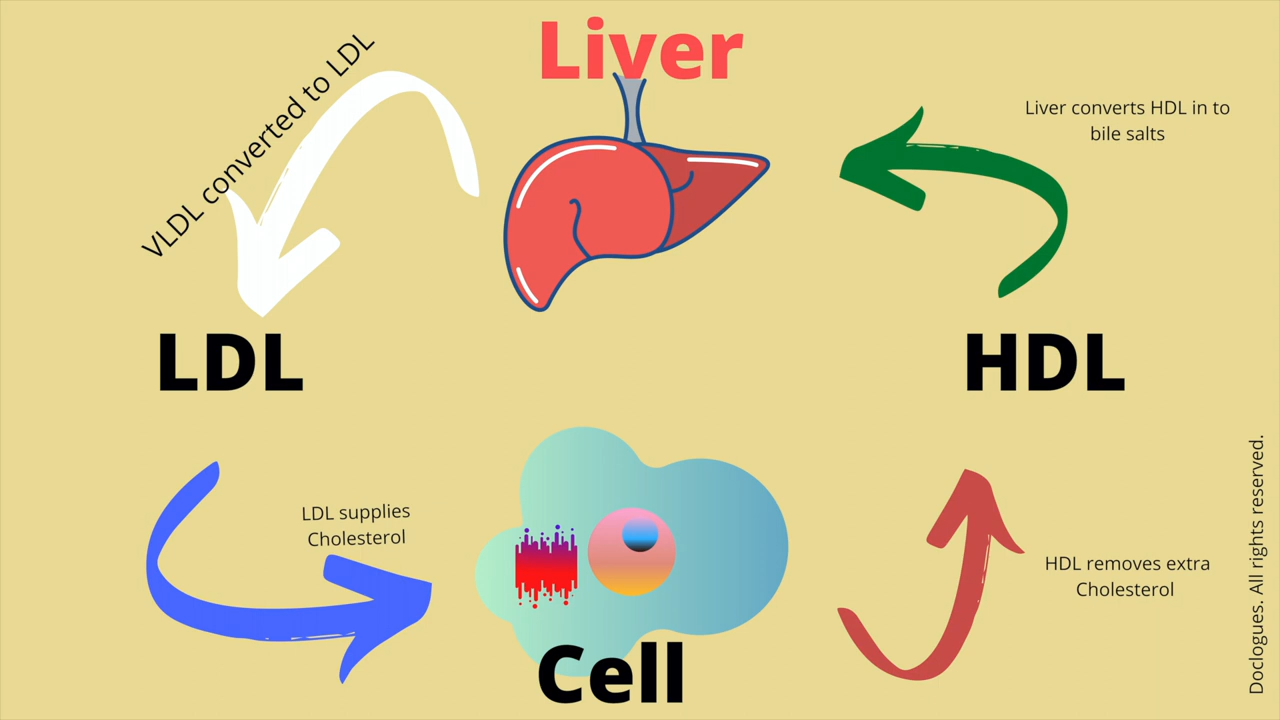 Liver
VLDL converted to LDL
Liver converts HDL in to
bile salts
LDL
HDL
LDL supplies
Cholesterol
HDL removes extra
Cholesterol
Cell
Doclogues. All rights reserved.